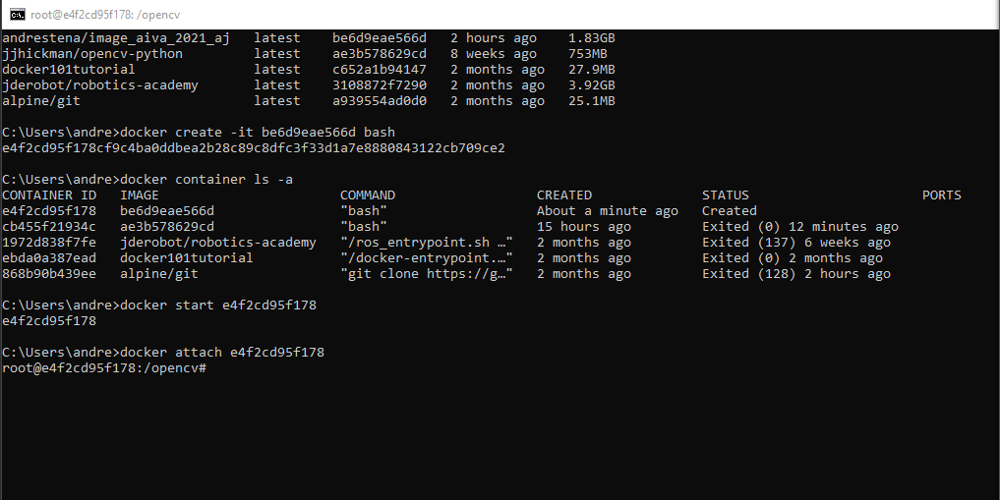 root@e4f2cd95f178: /opencv
andrestena/image_aiva_2021_aj   latest    be6d9eae566d   2 hours ago    1.83GB
jjhickman/opencv-python         latest    ae3b578629cd   8 weeks ago    753MB
docker101tutorial               latest    c652a1b94147   2 months ago   27.9MB
jderobot/robotics-academy       latest    3108872f7290   2 months ago   3.92GB
alpine/git                      latest    a939554ad0d0   2 months ago   25.1MB
C:\Users\andre>docker create -it be6d9eae566d bash
e4f2cd95f178cf9c4ba0ddbea2b28c89c8dfc3f33d1a7e8880843122cb709ce2
C:\Users\andre>docker container ls -a
CONTAINER ID   IMAGE                       COMMAND                  CREATED              STATUS                      PORTS
e4f2cd95f178   be6d9eae566d                "bash"                   About a minute ago   Created
cb455f21934c   ae3b578629cd                "bash"                   15 hours ago         Exited (0) 12 minutes ago
1972d838f7fe   jderobot/robotics-academy   "/ros_entrypoint.sh …"   2 months ago         Exited (137) 6 weeks ago
ebda0a387ead   docker101tutorial           "/docker-entrypoint.…"   2 months ago         Exited (0) 2 months ago
868b90b439ee   alpine/git                  "git clone https://g…"   2 months ago         Exited (128) 2 hours ago
C:\Users\andre>docker start e4f2cd95f178
e4f2cd95f178
C:\Users\andre>docker attach e4f2cd95f178
root@e4f2cd95f178:/opencv#